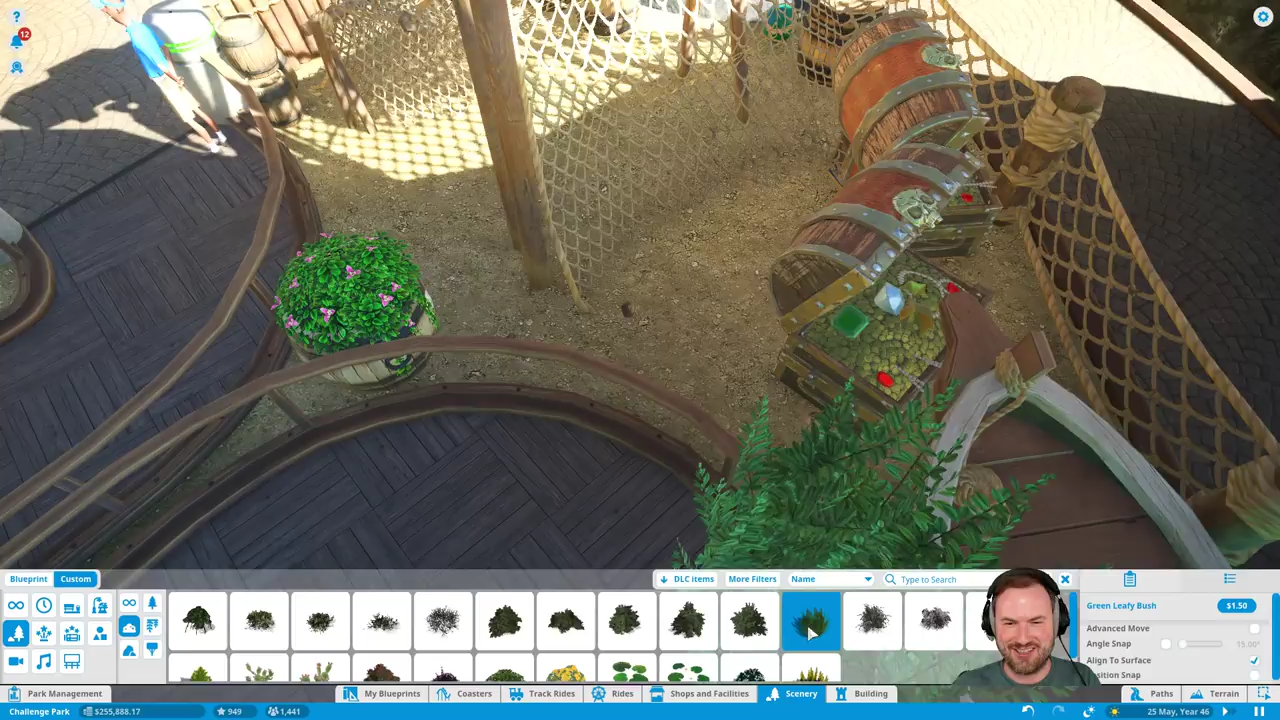 ?
12
Blueprint
Custom
DLC items
More Filters
Name
Type to Search
Green Leafy Bush
$1.50
Advanced Move
Angle Snap
15.00°
Align To Surface
Position Snap
Park Management
My Blueprints
Coasters
Track Rides
Rides
Shops and Facilities
Scenery
Building
Paths
Terrain
Challenge Park
$255,888.17
949
1,441
25 May, Year 46